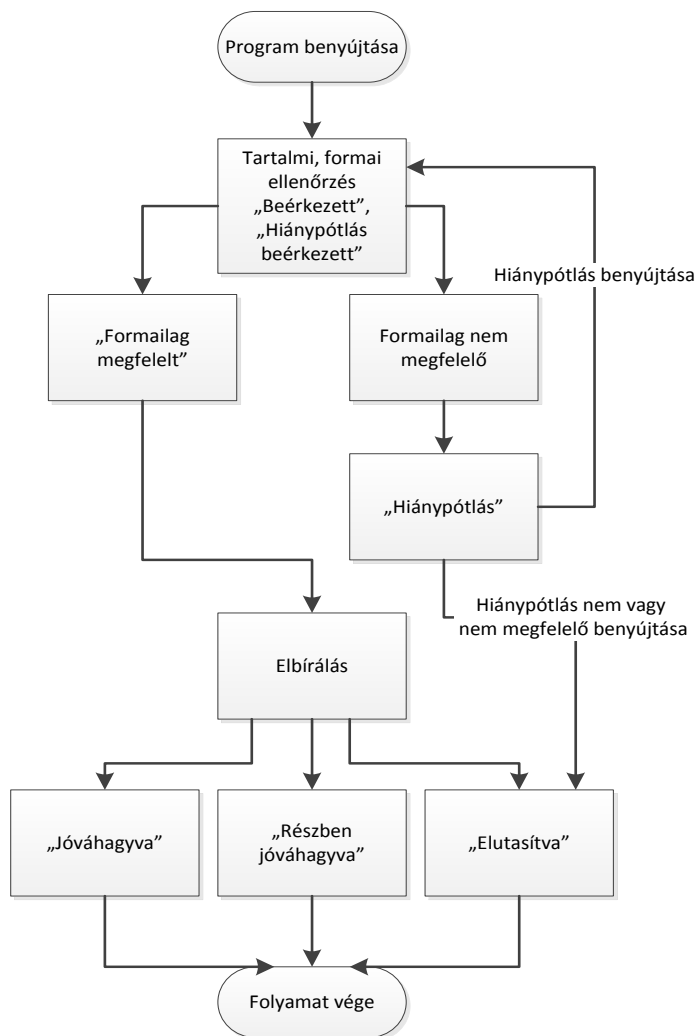 Program benyújtása
Tartalmi, formai
ellenőrzés
„Beérkezett”,
„Hiánypótlás
beérkezett”
Hiánypótlás benyújtása
„Formailag
megfelelt”
Formailag nem
megfelelő
„Hiánypótlás”
Hiánypótlás nem vagy
nem megfelelő benyújtása
Elbírálás
„Jóváhagyva”
„Részben
jóváhagyva”
„Elutasítva”
Folyamat vége